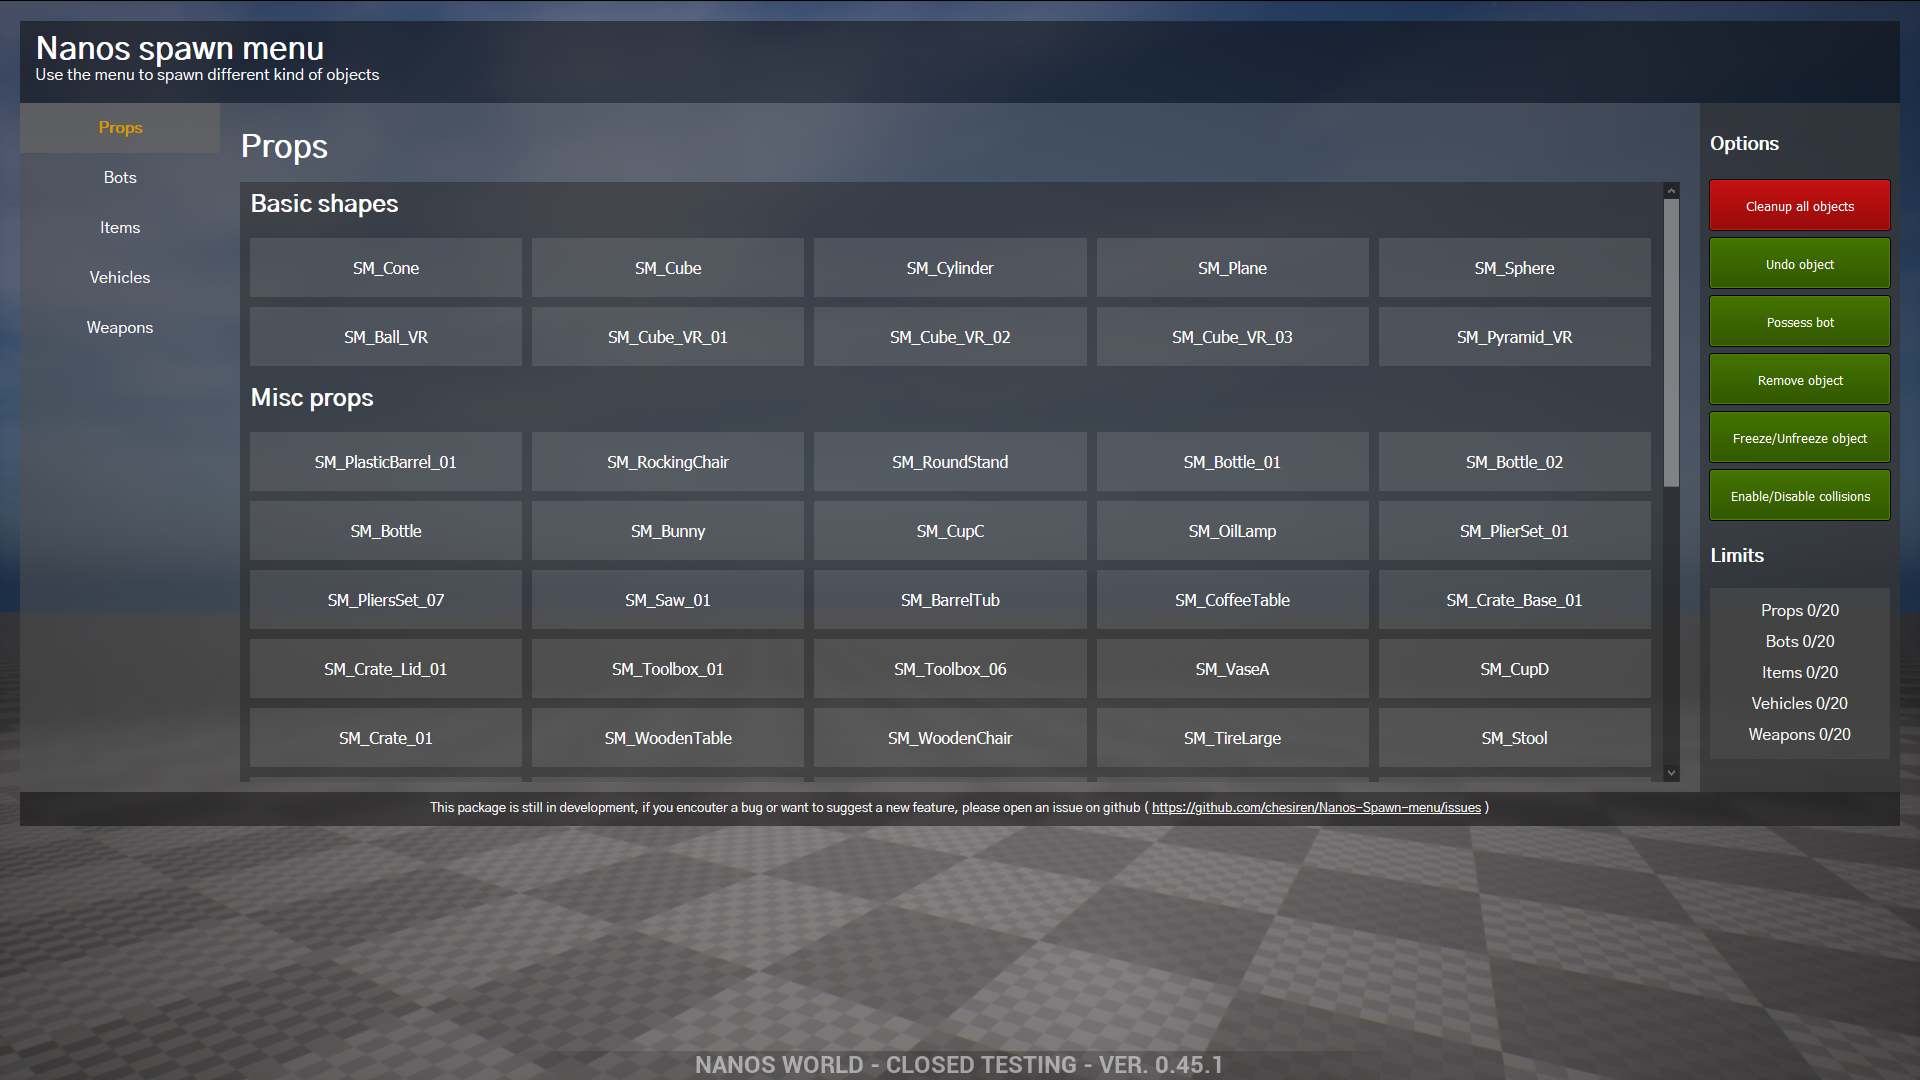 Nanos spawn menu
Use the menu to spawn different kind of objects
Props
Bots
Items
Vehicles
Weapons
Props
Basic shapes
SM_Cone SM_Cube SM_Cylinder SM_Plane SM_Sphere
SM_Ball_VR SM_Cube_VR_01 SM_Cube_VR_02 SM_Cube_VR_03 SM_Pyramid_VR
Misc props
SM_PlasticBarrel_01 SM_RockingChair SM_RoundStand SM_Bottle_01 SM_Bottle_02
SM_Bottle SM_Bunny SM_CupC SM_OilLamp SM_PlierSet_01
SM_PliersSet_07 SM_Saw_01 SM_BarrelTub SM_CoffeeTable SM_Crate_Base_01
SM_Crate_Lid_01 SM_Toolbox_01 SM_Toolbox_06 SM_VaseA SM_CupD
SM_Crate_01 SM_WoodenTable SM_WoodenChair SM_TireLarge SM_Stool
Options
Cleanup all objects
Undo object
Possess bot
Remove object
Freeze/Unfreeze object
Enable/Disable collisions
Limits
Props 0/20
Bots 0/20
Items 0/20
Vehicles 0/20
Weapons 0/20
This package is still in development, if you encouter a bug or want to suggest a new feature, please open an issue on github ( https://github.com/chesiren/Nanos-Spawn-menu/issues )
NANOS WORLD - CLOSED TESTING - VER. 0.45.1